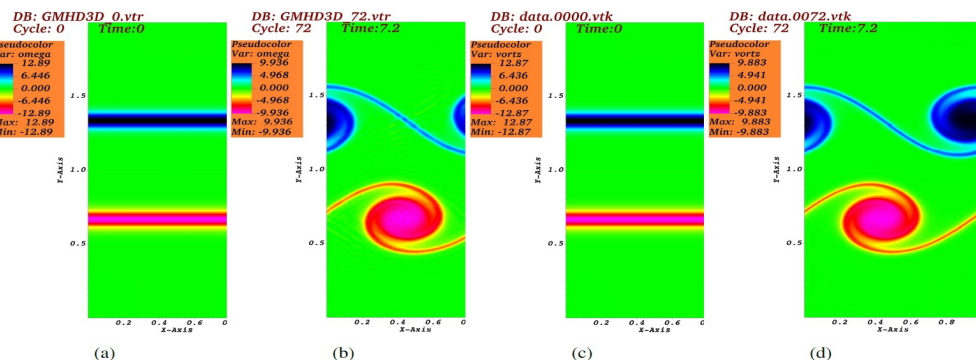 DB: GMHD3D_0.vtr
Cycle: 0 Time:0
Pseudocolor
Var: omega
12.89
6.446
0.000
-6.446
-12.89
Max: 12.89
Min: -12.89
1.5
1.0
0.5
Y-Axis
0.2 0.4 0.6 0
X-Axis
(a)
DB: GMHD3D_72.vtr
Cycle: 72 Time:7.2
Pseudocolor
Var: omega
9.936
4.968
0.000
-4.968
-9.936
Max: 9.936
Min: -9.936
1.5
1.0
0.5
Y-Axis
0.2 0.4 0.6 0
X-Axis
(b)
DB: data.0000.vtk
Cycle: 0 Time:0
Pseudocolor
Var: vortz
12.87
6.436
0.000
-6.436
-12.87
Max: 12.87
Min: -12.87
1.5
1.0
0.5
Y-Axis
0.2 0.4 0.6 0
X-Axis
(c)
DB: data.0072.vtk
Cycle: 72 Time:7.2
Pseudocolor
Var: vortz
9.883
4.941
0.000
-4.941
-9.883
Max: 9.883
Min: -9.883
1.5
1.0
0.5
Y-Axis
0.2 0.4 0.6 0.8
X-Axis
(d)